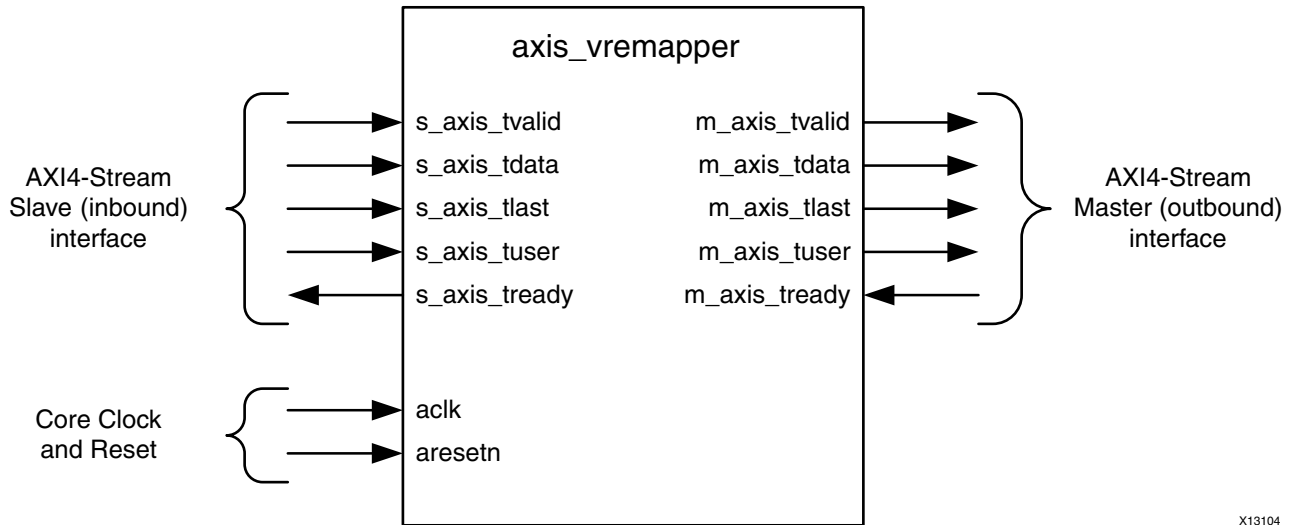 axis_vremapper
AXI4-Stream
Slave (inbound)
interface
s_axis_tvalid
s_axis_tdata
s_axis_tlast
s_axis_tuser
s_axis_tready
m_axis_tvalid
m_axis_tdata
m_axis_tlast
m_axis_tuser
m_axis_tready
AXI4-Stream
Master (outbound)
interface
Core Clock
and Reset
aclk
aresetn
X13104